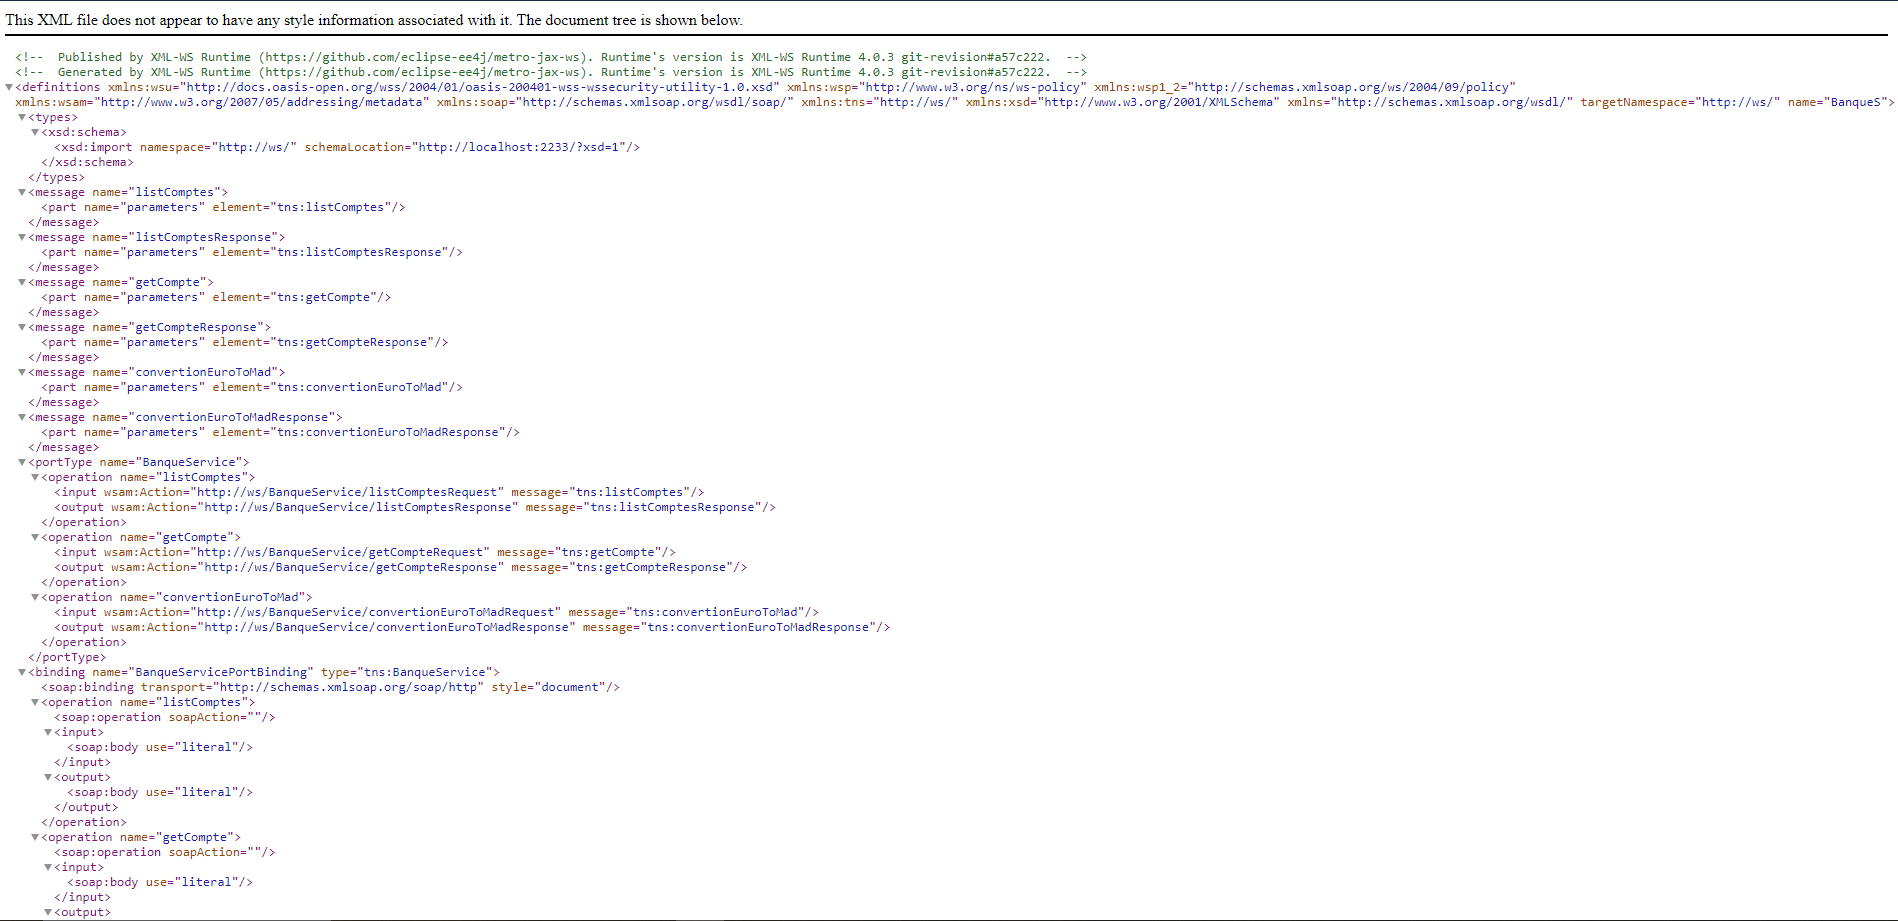 This XML file does not appear to have any style information associated with it. The document tree is shown below.
<!-- Published by XML-WS Runtime (https://github.com/eclipse-ee4j/metro-jax-ws). Runtime's version is XML-WS Runtime 4.0.3 git-revision#a57c222. -->
<!-- Generated by XML-WS Runtime (https://github.com/eclipse-ee4j/metro-jax-ws). Runtime's version is XML-WS Runtime 4.0.3 git-revision#a57c222. -->
▼<definitions xmlns:wsu="http://docs.oasis-open.org/wss/2004/01/oasis-200401-wss-wssecurity-utility-1.0.xsd" xmlns:wsp="http://www.w3.org/ns/ws-policy" xmlns:wsp1_2="http://schemas.xmlsoap.org/ws/2004/09/policy"
xmlns:wsam="http://www.w3.org/2007/05/addressing/metadata" xmlns:soap="http://schemas.xmlsoap.org/wsdl/soap/" xmlns:tns="http://ws/" xmlns:xsd="http://www.w3.org/2001/XMLSchema" xmlns="http://schemas.xmlsoap.org/wsdl/" targetNamespace="http://ws/" name="BanqueS">
▼<types>
▼<xsd:schema>
<xsd:import namespace="http://ws/" schemaLocation="http://localhost:2233/?xsd=1"/>
</xsd:schema>
</types>
▼<message name="listComptes">
<part name="parameters" element="tns:listComptes"/>
</message>
▼<message name="listComptesResponse">
<part name="parameters" element="tns:listComptesResponse"/>
</message>
▼<message name="getCompte">
<part name="parameters" element="tns:getCompte"/>
</message>
▼<message name="getCompteResponse">
<part name="parameters" element="tns:getCompteResponse"/>
</message>
▼<message name="convertionEuroToMad">
<part name="parameters" element="tns:convertionEuroToMad"/>
</message>
▼<message name="convertionEuroToMadResponse">
<part name="parameters" element="tns:convertionEuroToMadResponse"/>
</message>
▼<portType name="BanqueService">
▼<operation name="listComptes">
<input wsam:Action="http://ws/BanqueService/listComptesRequest" message="tns:listComptes"/>
<output wsam:Action="http://ws/BanqueService/listComptesResponse" message="tns:listComptesResponse"/>
</operation>
▼<operation name="getCompte">
<input wsam:Action="http://ws/BanqueService/getCompteRequest" message="tns:getCompte"/>
<output wsam:Action="http://ws/BanqueService/getCompteResponse" message="tns:getCompteResponse"/>
</operation>
▼<operation name="convertionEuroToMad">
<input wsam:Action="http://ws/BanqueService/convertionEuroToMadRequest" message="tns:convertionEuroToMad"/>
<output wsam:Action="http://ws/BanqueService/convertionEuroToMadResponse" message="tns:convertionEuroToMadResponse"/>
</operation>
</portType>
▼<binding name="BanqueServicePortBinding" type="tns:BanqueService">
<soap:binding transport="http://schemas.xmlsoap.org/soap/http" style="document"/>
▼<operation name="listComptes">
<soap:operation soapAction=""/>
▼<input>
<soap:body use="literal"/>
</input>
▼<output>
<soap:body use="literal"/>
</output>
</operation>
▼<operation name="getCompte">
<soap:operation soapAction=""/>
▼<input>
<soap:body use="literal"/>
</input>
▼<output>